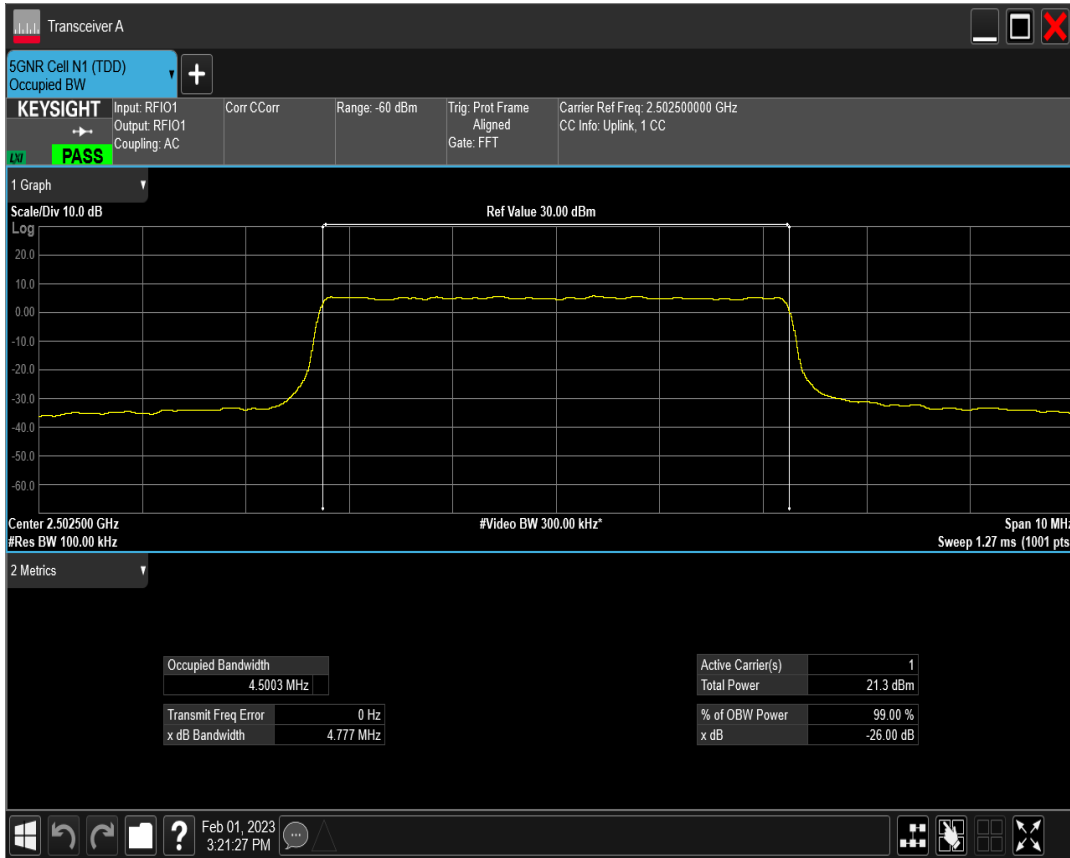 Transceiver A
5GNR Cell N1 (TDD)
Occupied BW
KEYSIGHT
LXI
PASS
Input: RFIO1
Output: RFIO1
Coupling: AC
Corr CCorr
Range: -60 dBm
Trig: Prot Frame
Aligned
Gate: FFT
Carrier Ref Freq: 2.502500000 GHz
CC Info: Uplink, 1 CC
1 Graph
Scale/Div 10.0 dB
Ref Value 30.00 dBm
Log
20.0
10.0
0.00
-10.0
-20.0
-30.0
-40.0
-50.0
-60.0
Center 2.502500 GHz
#Video BW 300.00 kHz*
Span 10 MHz
#Res BW 100.00 kHz
Sweep 1.27 ms (1001 pts
2 Metrics
Occupied Bandwidth
4.5003 MHz
Transmit Freq Error 0 Hz
x dB Bandwidth 4.777 MHz
Active Carrier(s) 1
Total Power 21.3 dBm
% of OBW Power 99.00 %
x dB -26.00 dB
?
Feb 01, 2023
3:21:27 PM